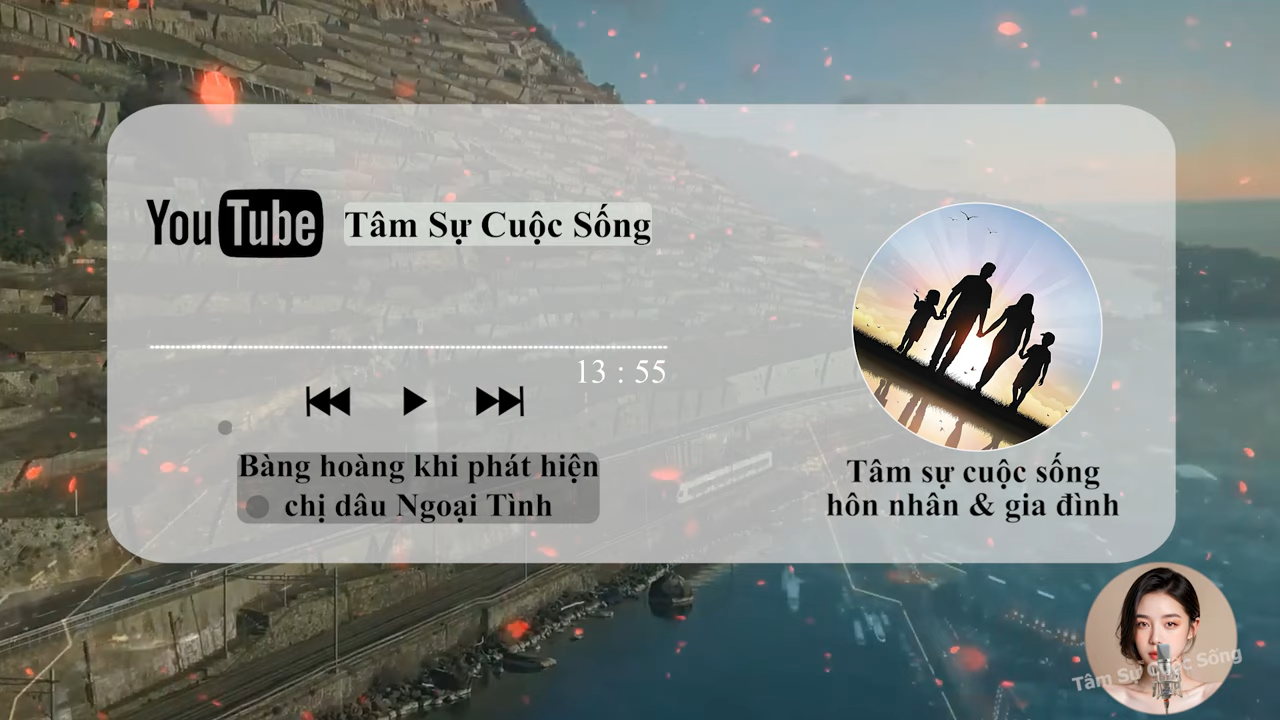 YouTube Tâm Sự Cuộc Sống
13 : 55
Bàng hoàng khi phát hiện
chị dâu Ngoại Tình
Tâm sự cuộc sống
hôn nhân & gia đình
Tâm Sự Cuộc Sống